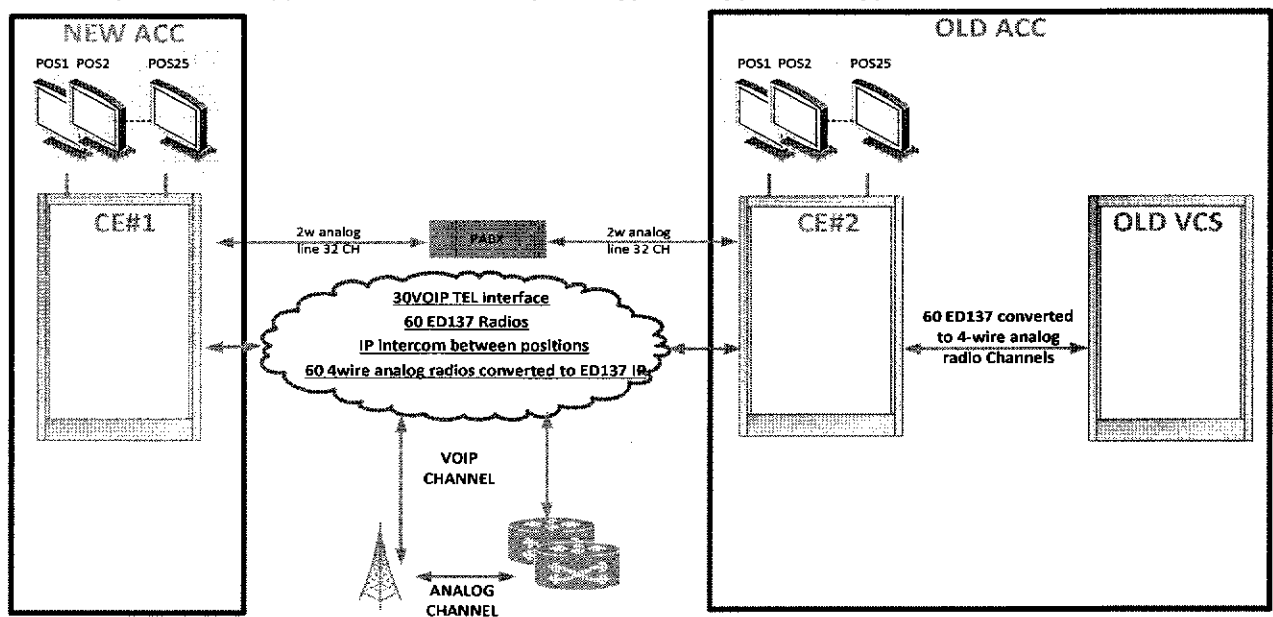 NEW ACC
POS1 POS2 POS25
CE#1
2w analog
line 32 CH
PABX
2w analog
line 32 CH
30VOIP TEL interface
60 ED137 Radios
IP intercom between positions
60 4wire analog radios converted to ED137 IP
VOIP
CHANNEL
ANALOG
CHANNEL
OLD ACC
POS1 POS2 POS25
CE#2
60 ED137 converted
to 4-wire analog
radio Channels
OLD VCS